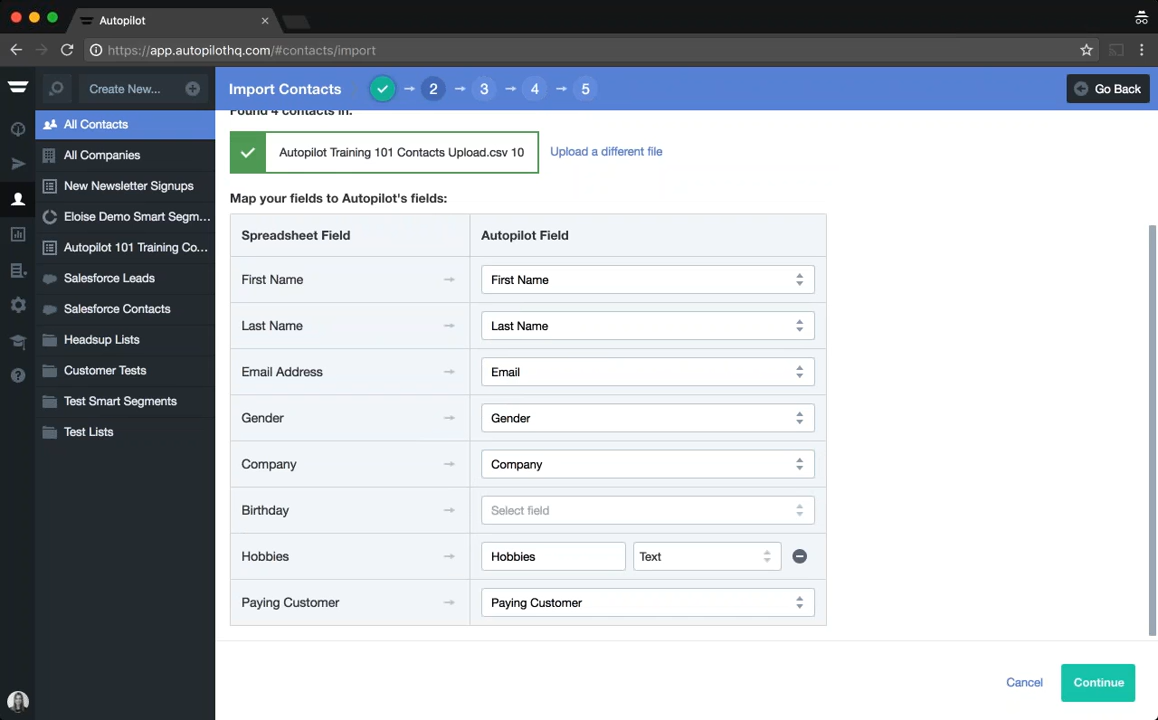 Autopilot
https://app.autopilothq.com/#contacts/import
Create New...
Import Contacts
2
3
4
5
Go Back
All Contacts
All Companies
New Newsletter Signups
Eloise Demo Smart Segm...
Autopilot 101 Training Co...
Salesforce Leads
Salesforce Contacts
Headsup Lists
Customer Tests
Test Smart Segments
Test Lists
Found 4 contacts in:
Autopilot Training 101 Contacts Upload.csv 10
Upload a different file
Map your fields to Autopilot's fields:
Spreadsheet Field
Autopilot Field
First Name
First Name
Last Name
Last Name
Email Address
Email
Gender
Gender
Company
Company
Birthday
Select field
Hobbies
Hobbies
Text
Paying Customer
Paying Customer
Cancel
Continue